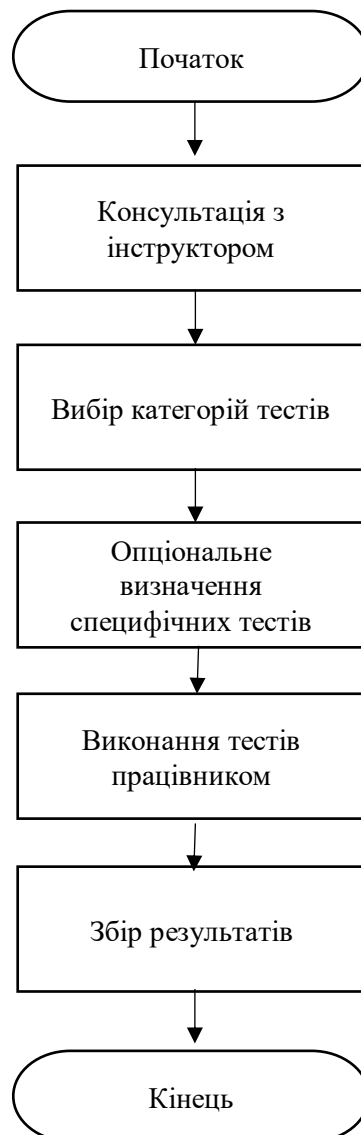 Початок
Консультація з
інструктором
Вибір категорій тестів
Опціональне
визначення
специфічних тестів
Виконання тестів
працівником
Збір результатів
Кінець